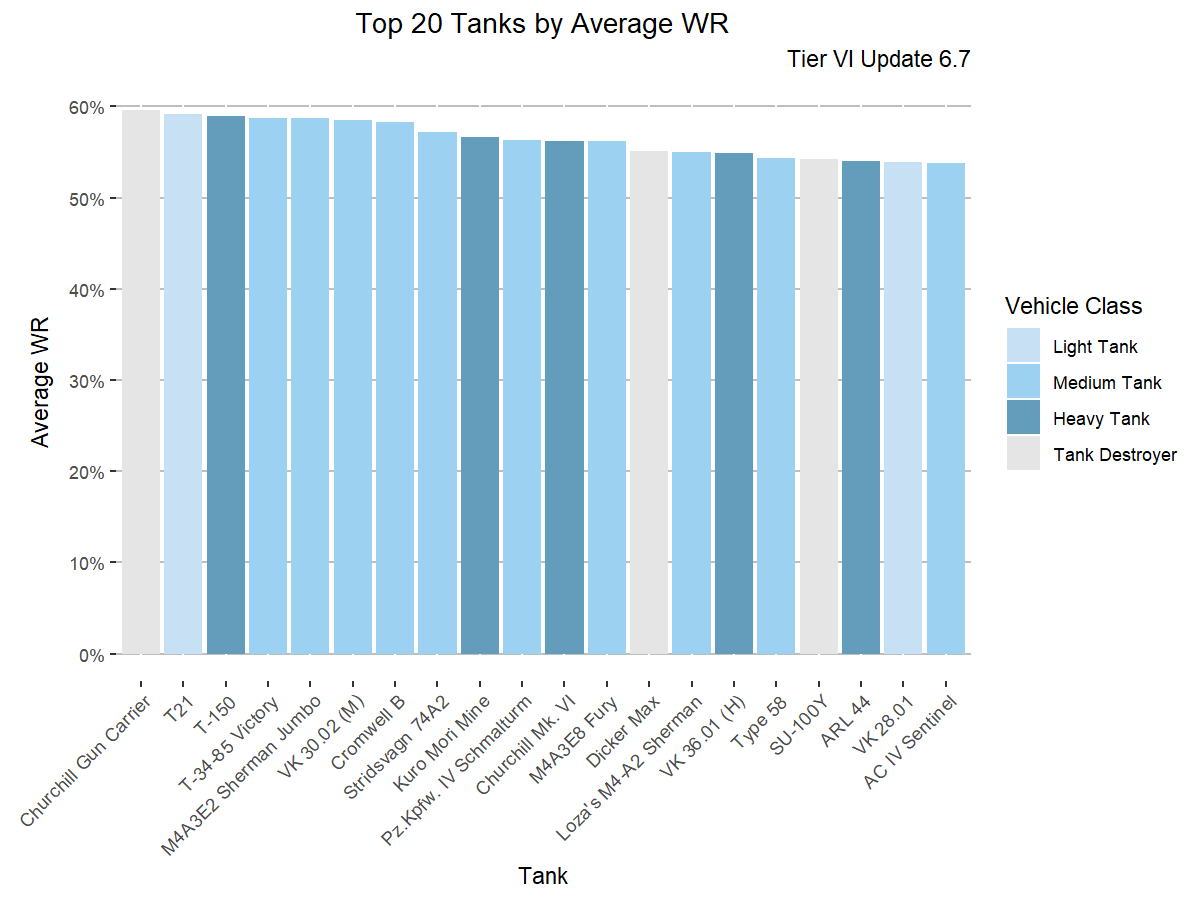 Top 20 Tanks by Average WR
Tier VI Update 6.7
60%
50%
40%
30%
20%
10%
0%
Average WR
Churchill Gun Carrier
T21
T-150
T-34-85 Victory
M4A3E2 Sherman Jumbo
VK 30.02 (M)
Cromwell B
Stridsvagn 74A2
Kuro Mori Mine
Pz.Kpfw. IV Schmalturm
Churchill Mk. VI
M4A3E8 Fury
Dicker Max
Loza's M4-A2 Sherman
VK 36.01 (H)
Type 58
SU-100Y
ARL 44
VK 28.01
AC IV Sentinel
Tank
Vehicle Class
Light Tank
Medium Tank
Heavy Tank
Tank Destroyer